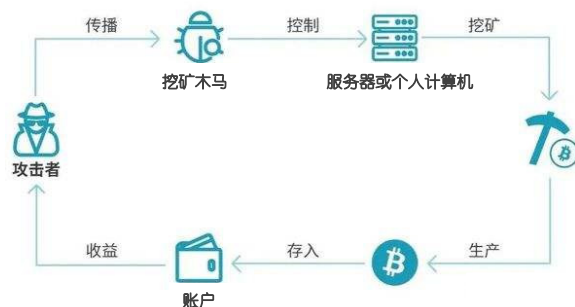 传播
控制
挖矿
挖矿木马
服务器或个人计算机
攻击者
收益
存入
生产
账户